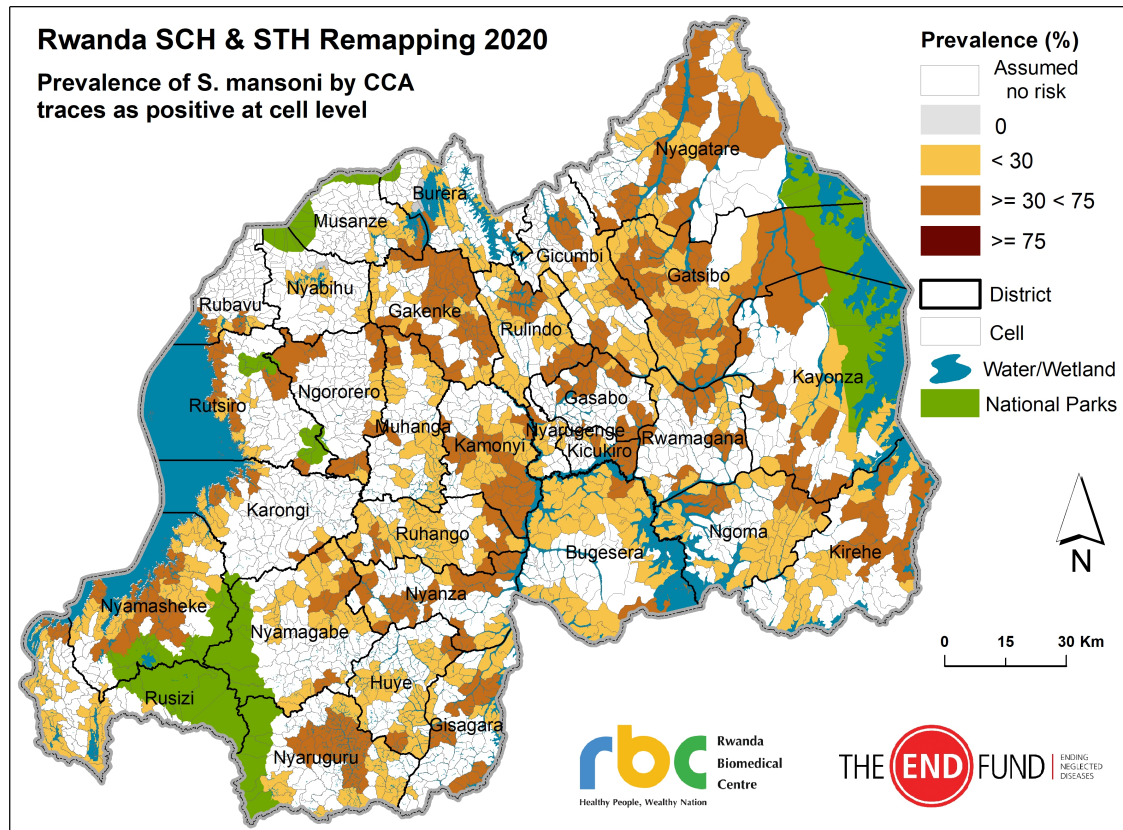 Rwanda SCH & STH Remapping 2020
Prevalence of S. mansoni by CCA
traces as positive at cell level
Prevalence (%)
Assumed
no risk
0
< 30
>= 30 < 75
>= 75
District
Cell
Water/Wetland
National Parks
Nyagatare
Burera
Musanze
Gicumbi
Gatsibo
Nyabihu
Rubavu
Gakenke
Rulindo
Kayonza
Ngororero
Gasabo
Rutsiro
Muhanga
Nyarugenge
Kamonyi
Rwamagana
Kicukiro
Karongi
Ruhango
Ngoma
Bugesera
Kirehe
Nyanza
Nyamasheke
Nyamagabe
Huye
Rusizi
Gisagara
Nyaruguru
N
0 15 30 Km
rbc
Rwanda
Biomedical
Centre
Healthy People, Wealthy Nation
THE END FUND
ENDING
NEGLECTED
DISEASES